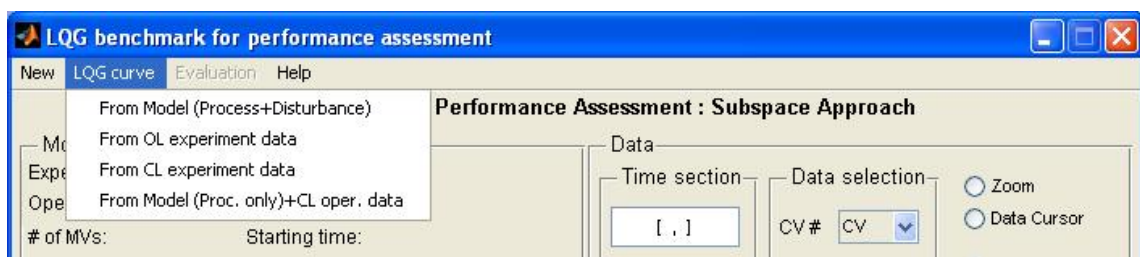 LQG benchmark for performance assessment
New LQG curve Evaluation Help
From Model (Process+Disturbance)
From OL experiment data
From CL experiment data
From Model (Proc. only)+CL oper. data
Performance Assessment : Subspace Approach
Data
Time section Data selection
Zoom
Data Cursor
[ , ] CV # CV
# of MVs: Starting time: